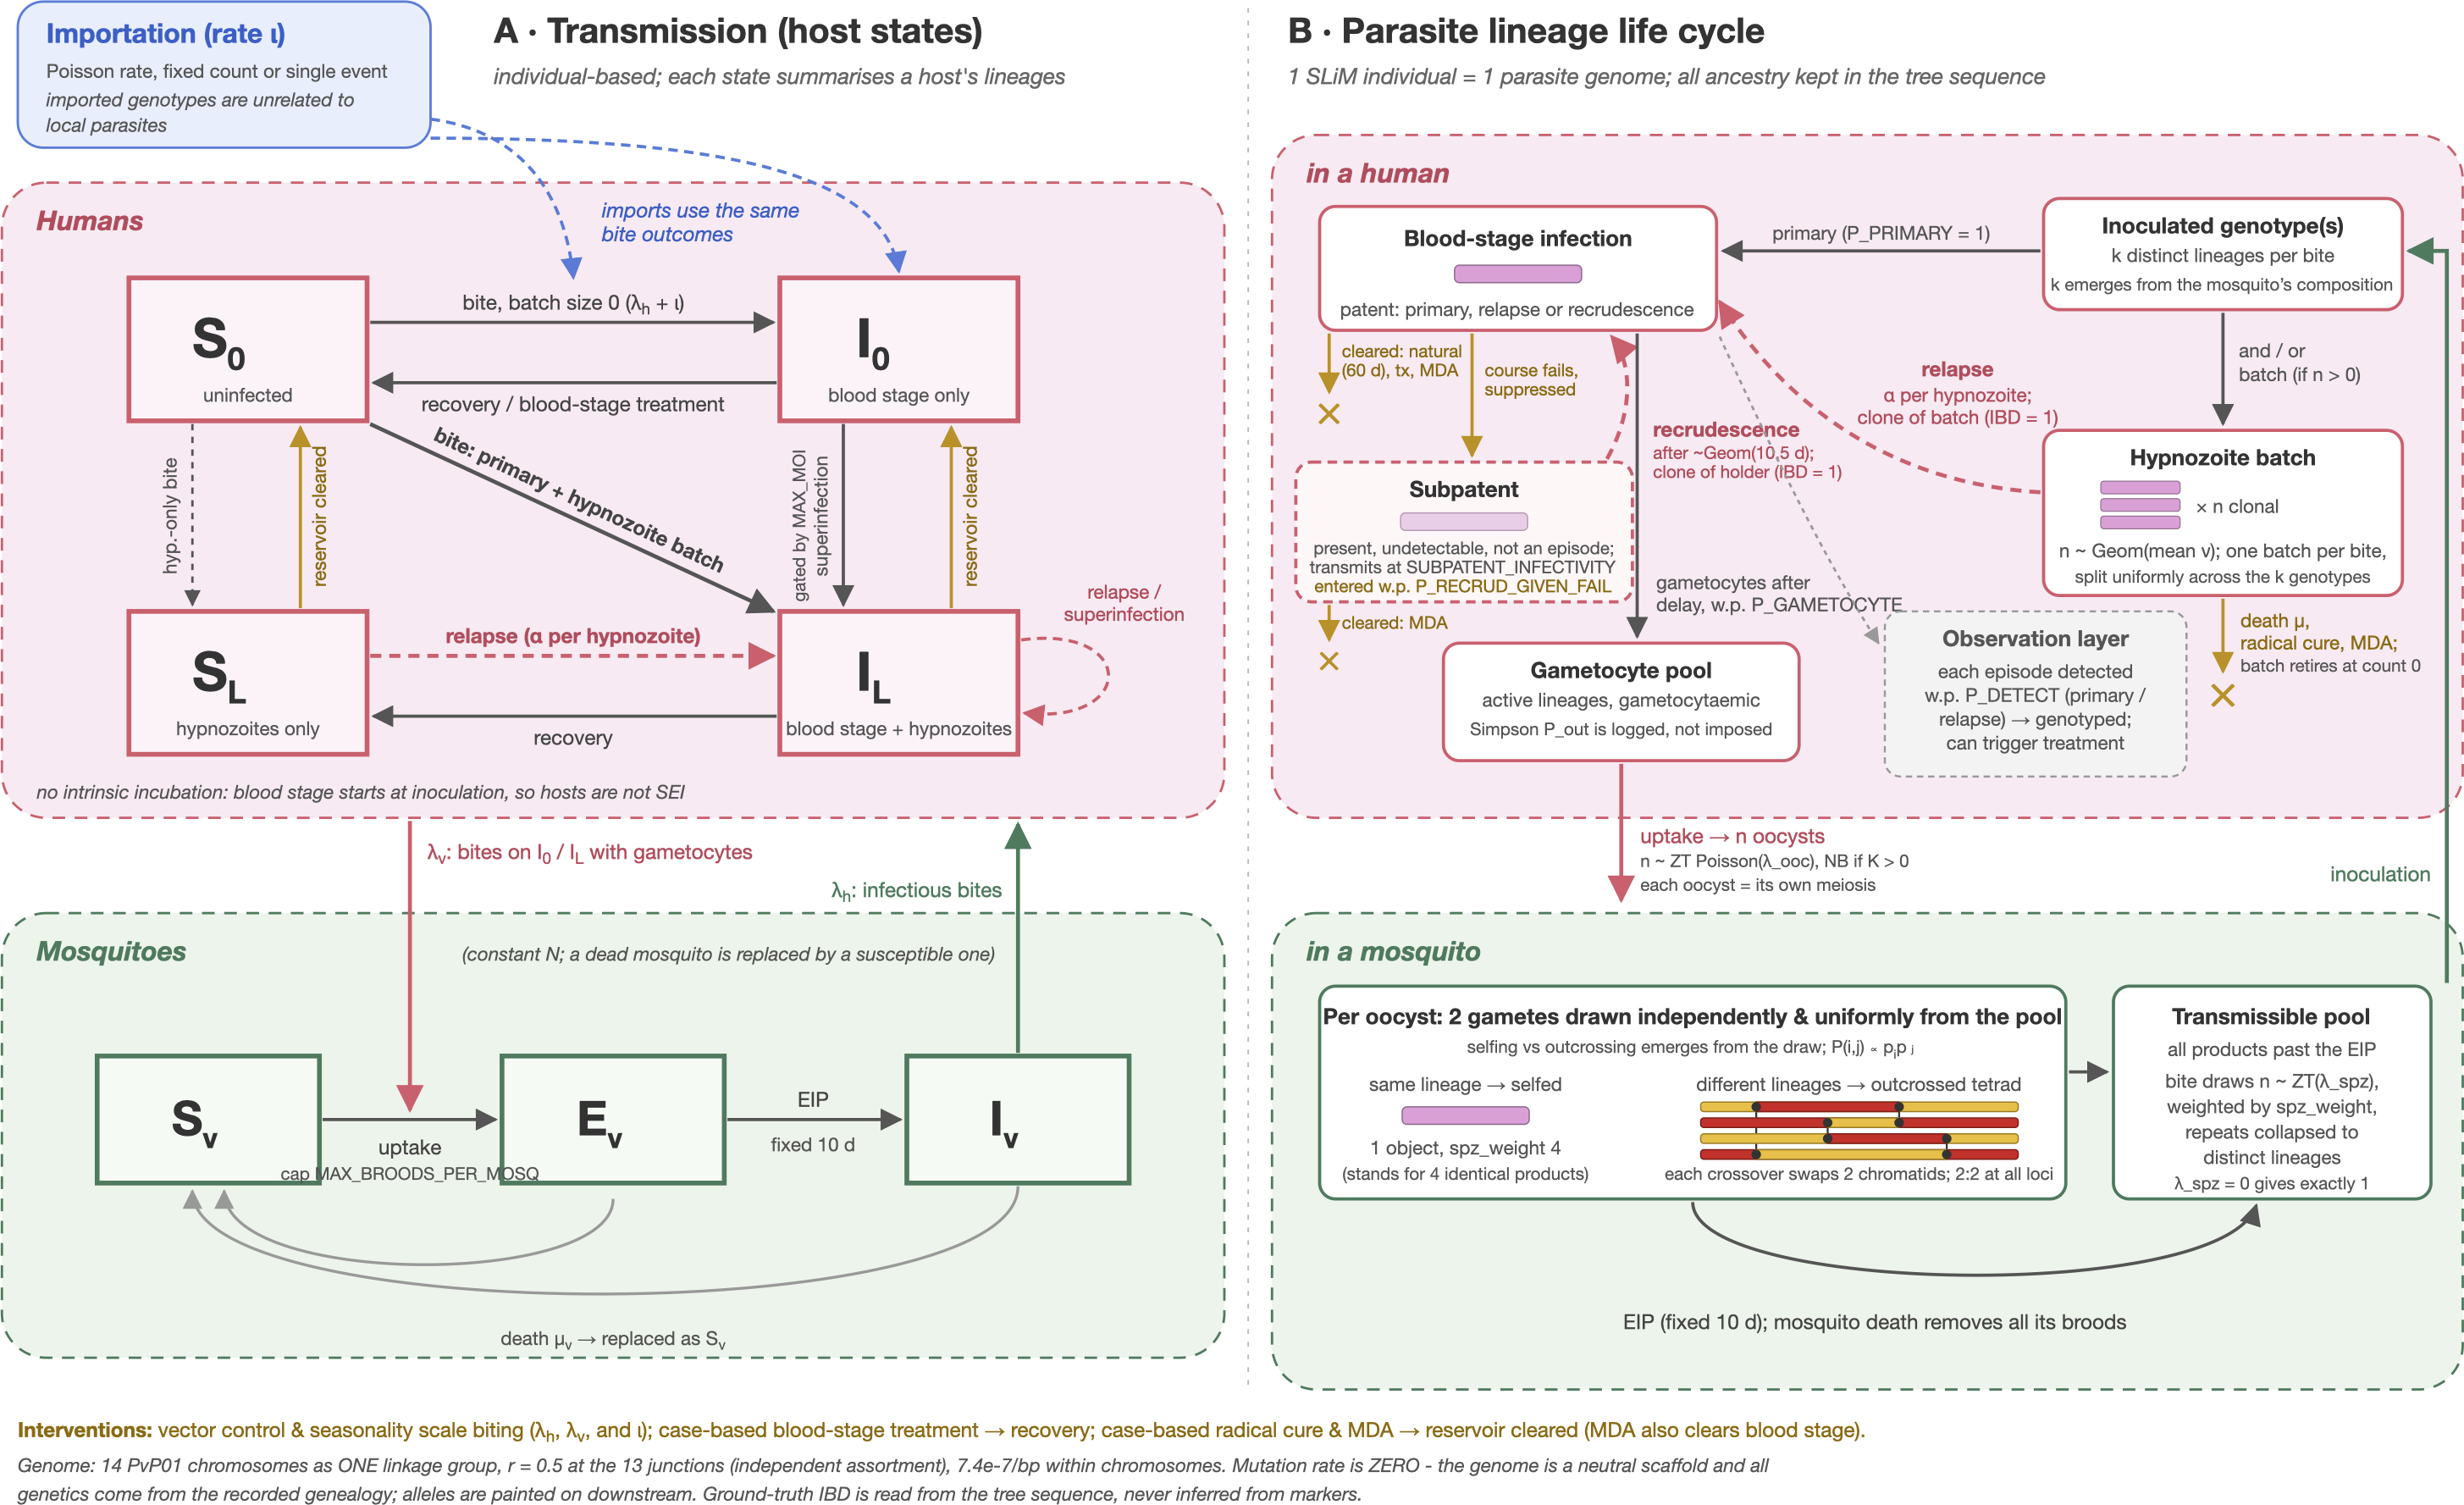 Importation (rate ι)
Poisson rate, fixed count or single event
imported genotypes are unrelated to
local parasites
A · Transmission (host states)
individual-based; each state summarises a host's lineages
Humans
imports use the same
bite outcomes
S0
uninfected
bite, batch size 0 (λh + ι)
I0
blood stage only
recovery / blood-stage treatment
hyp.-only bite
reservoir cleared
bite: primary + hypnozoite batch
gated by MAX_MOI
superinfection
reservoir cleared
relapse /
superinfection
SL
hypnozoites only
relapse (α per hypnozoite)
IL
blood stage + hypnozoites
recovery
no intrinsic incubation: blood stage starts at inoculation, so hosts are not SEI
λv: bites on I0 / IL with gametocytes
λh: infectious bites
Mosquitoes
(constant N; a dead mosquito is replaced by a susceptible one)
Sv
uptake
cap MAX_BROODS_PER_MOSQ
Ev
EIP
fixed 10 d
Iv
death μv → replaced as Sv
B · Parasite lineage life cycle
1 SLiM individual = 1 parasite genome; all ancestry kept in the tree sequence
in a human
Blood-stage infection
patent: primary, relapse or recrudescence
primary (P_PRIMARY = 1)
Inoculated genotype(s)
k distinct lineages per bite
k emerges from the mosquito’s composition
cleared: natural
(60 d), tx, MDA
course fails,
suppressed
and / or
batch (if n > 0)
relapse
α per hypnozoite;
clone of batch (IBD = 1)
recrudescence
after ~Geom(10.5 d);
clone of holder (IBD = 1)
Subpatent
present, undetectable, not an episode;
transmits at SUBPATENT_INFECTIVITY
entered w.p. P_RECRUD_GIVEN_FAIL
cleared: MDA
Hypnozoite batch
× n clonal
n ~ Geom(mean ν); one batch per bite,
split uniformly across the k genotypes
gametocytes after
delay, w.p. P_GAMETOCYTE
death μ,
radical cure, MDA;
batch retires at count 0
Gametocyte pool
active lineages, gametocytaemic
Simpson P_out is logged, not imposed
Observation layer
each episode detected
w.p. P_DETECT (primary /
relapse) → genotyped;
can trigger treatment
uptake → n oocysts
n ~ ZT Poisson(λ_ooc), NB if K > 0
each oocyst = its own meiosis
inoculation
in a mosquito
Per oocyst: 2 gametes drawn independently & uniformly from the pool
selfing vs outcrossing emerges from the draw; P(i,j) ∝ pip j
same lineage → selfed
1 object, spz_weight 4
(stands for 4 identical products)
different lineages → outcrossed tetrad
each crossover swaps 2 chromatids; 2:2 at all loci
Transmissible pool
all products past the EIP
bite draws n ~ ZT(λ_spz),
weighted by spz_weight,
repeats collapsed to
distinct lineages
λ_spz = 0 gives exactly 1
EIP (fixed 10 d); mosquito death removes all its broods
Interventions: vector control & seasonality scale biting (λh, λv, and ι); case-based blood-stage treatment → recovery; case-based radical cure & MDA → reservoir cleared (MDA also clears blood stage).
Genome: 14 PvP01 chromosomes as ONE linkage group, r = 0.5 at the 13 junctions (independent assortment), 7.4e-7/bp within chromosomes. Mutation rate is ZERO - the genome is a neutral scaffold and all
genetics come from the recorded genealogy; alleles are painted on downstream. Ground-truth IBD is read from the tree sequence, never inferred from markers.